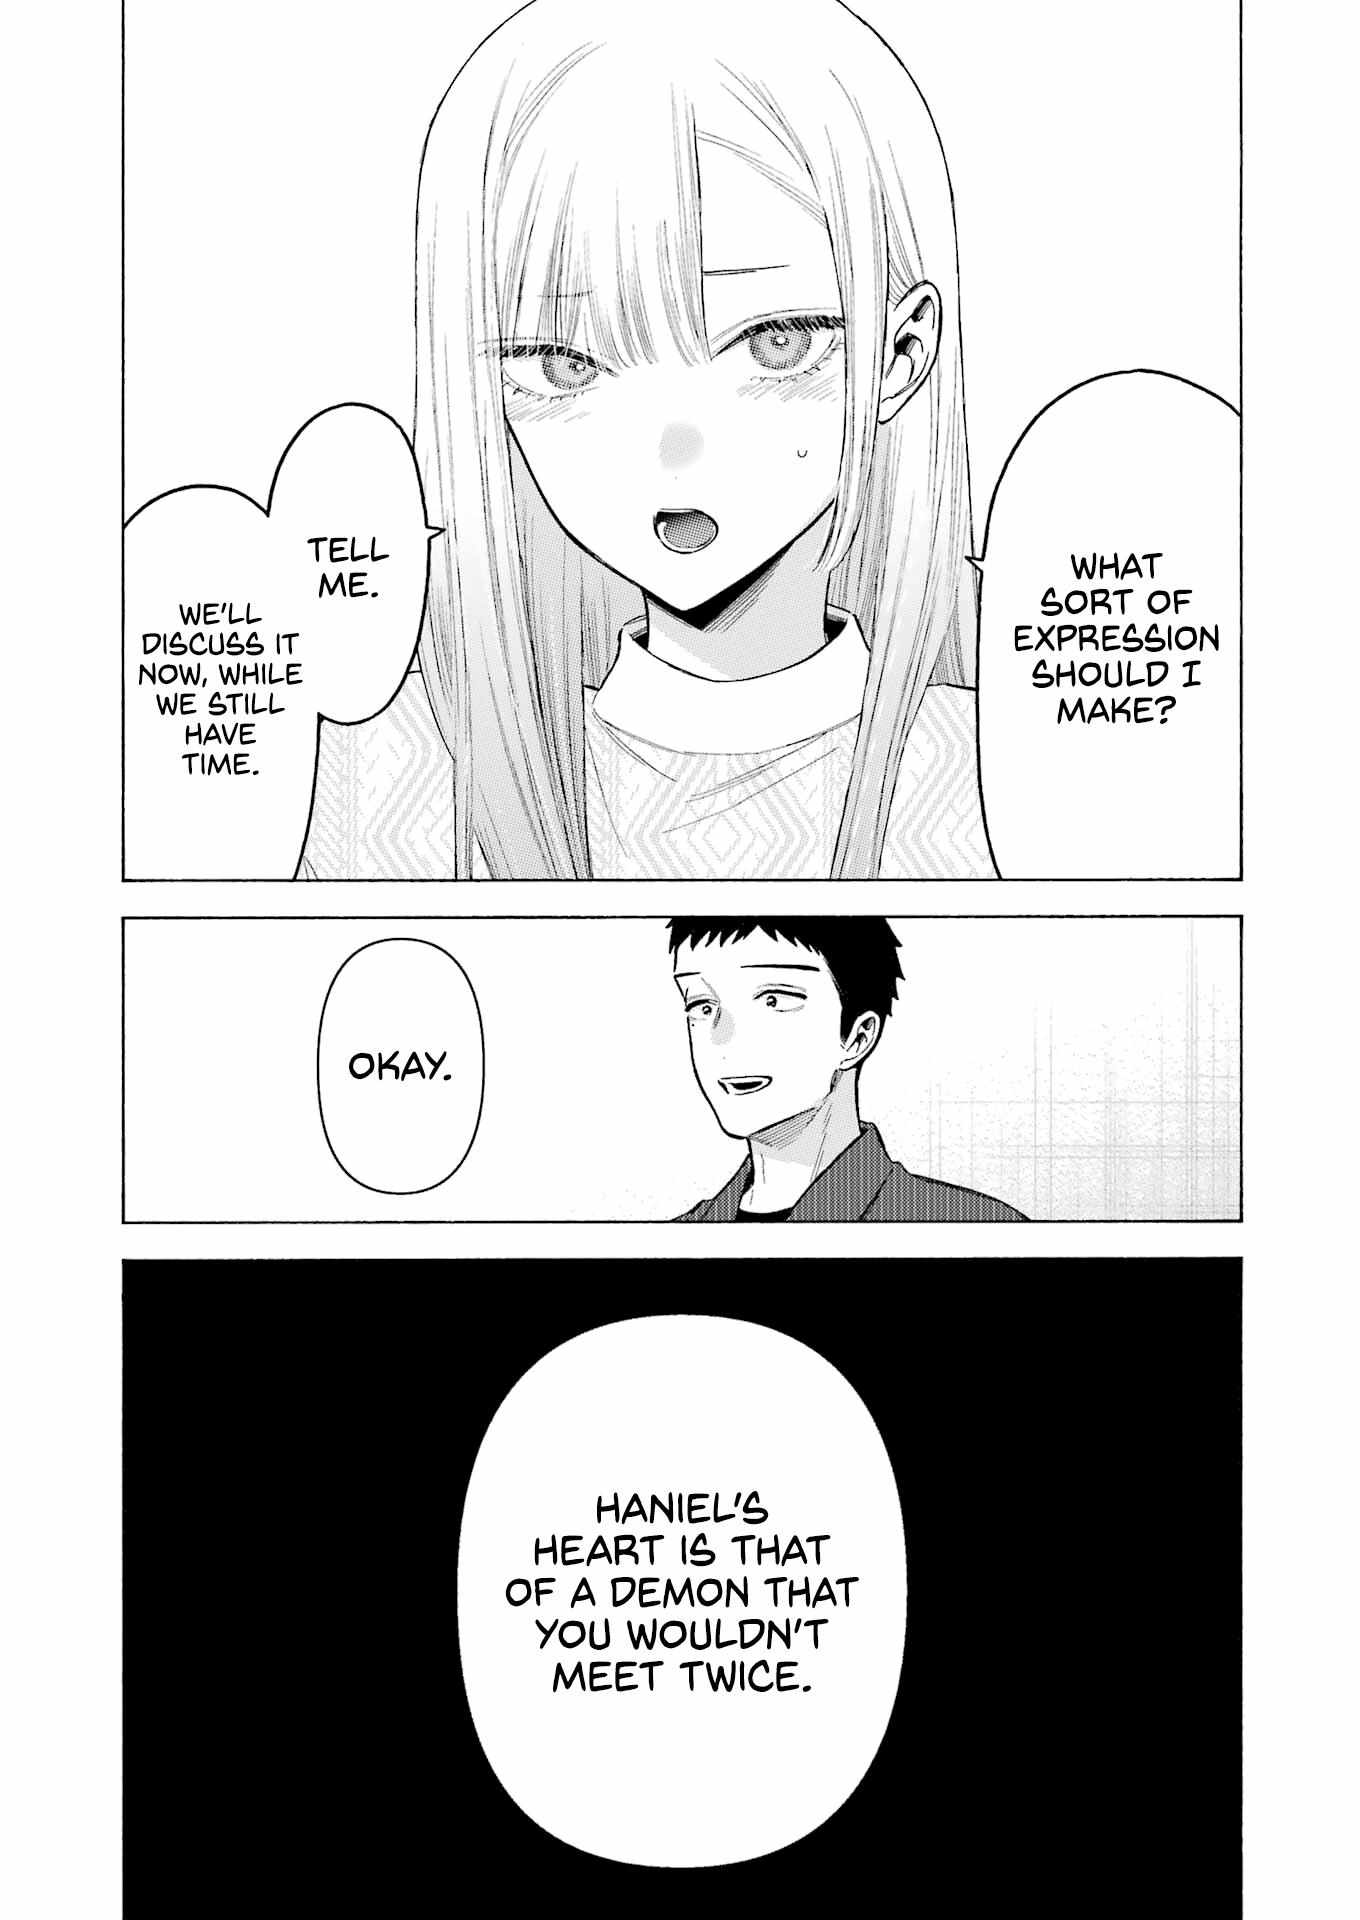 WHAT
SORT OF
EXPRESSION
SHOULD I
MAKE?
TELL
ME.
WE'LL
DISCUSS IT
NOW, WHILE
WE STILL
HAVE
TIME.
OKAY.
HANIEL'S
HEART IS THAT
OF A DEMON THAT
YOU WOULDN'T
MEET TWICE.